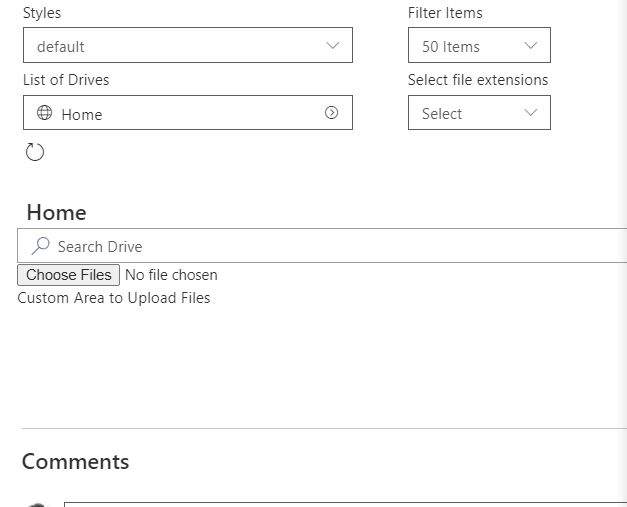 Styles
Filter Items
default
50 Items
List of Drives
Select file extensions
Home
Select
Home
Search Drive
Choose Files No file chosen
Custom Area to Upload Files
Comments